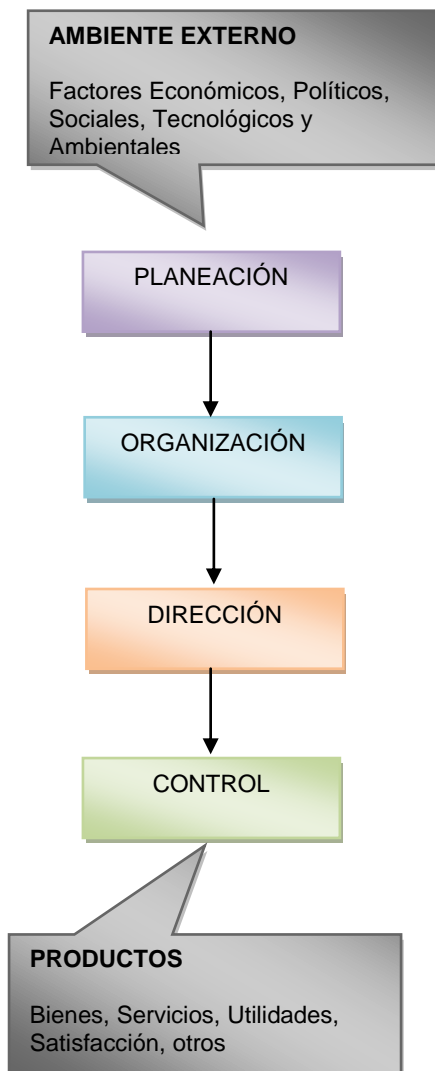 AMBIENTE EXTERNO
Factores Económicos, Políticos,
Sociales, Tecnológicos y
Ambientales
PLANEACIÓN
ORGANIZACIÓN
DIRECCIÓN
CONTROL
PRODUCTOS
Bienes, Servicios, Utilidades,
Satisfacción, otros